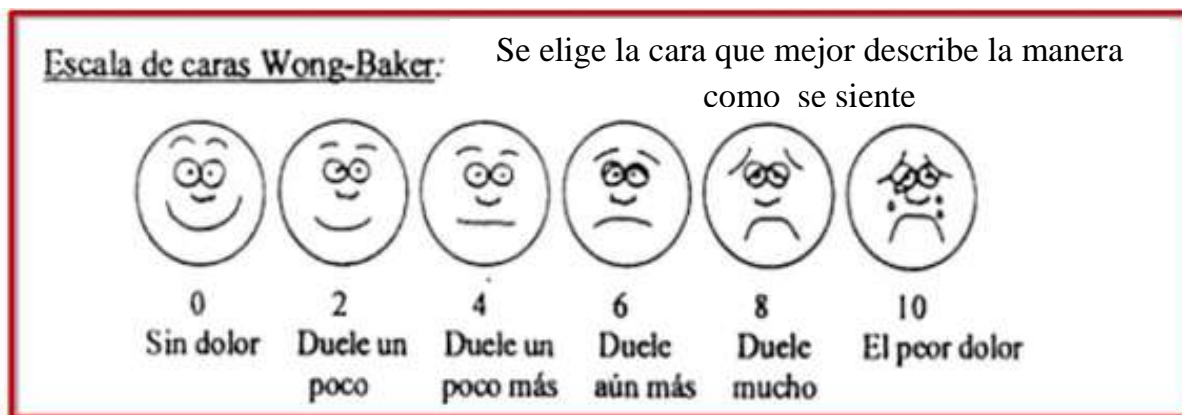 Escala de caras Wong-Baker:
Se elige la cara que mejor describe la manera
como se siente
0 2 4 6 8 10
Sin dolor Duele un Duele un Duele Duele El peor dolor
poco poco más aún más mucho